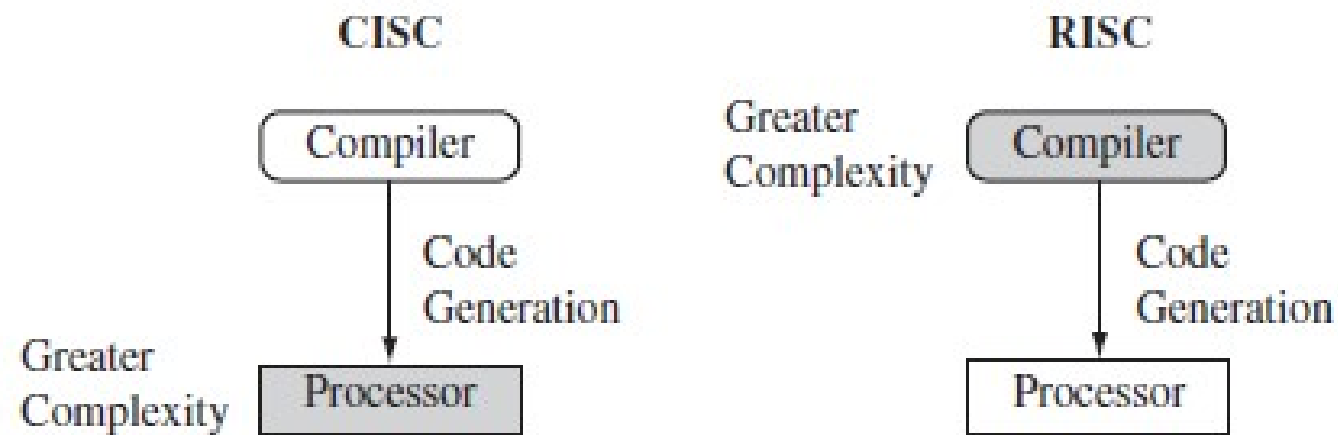 CISC
Compiler
Code
Generation
Greater
Complexity
Processor
RISC
Greater
Complexity
Compiler
Code
Generation
Processor